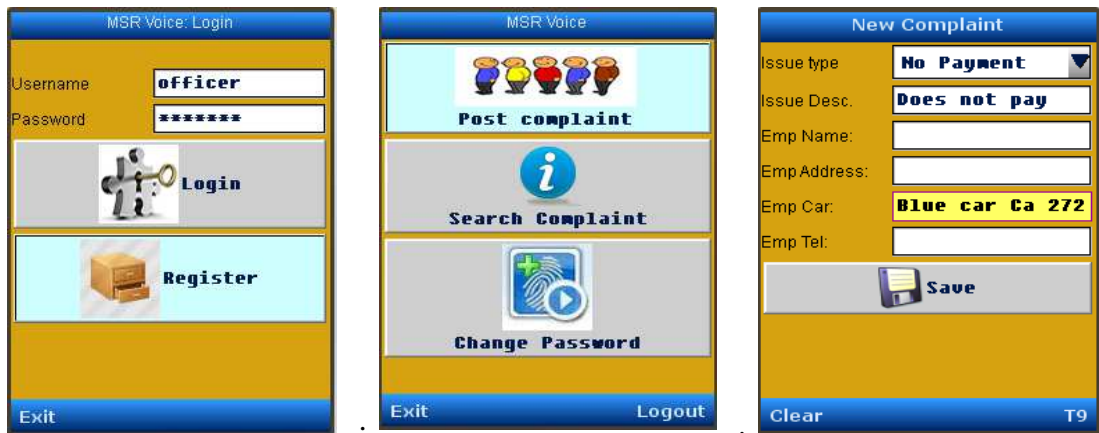 MSR Voice: Login
Username officer
Password *******
Login
Register
Exit
.
MSR Voice
Post complaint
Search Complaint
Change Password
Exit Logout
.
New Complaint
Issue type No Payment
Issue Desc. Does not pay
Emp Name:
Emp Address:
Emp Car: Blue car Ca 272
Emp Tel:
Save
Clear T9